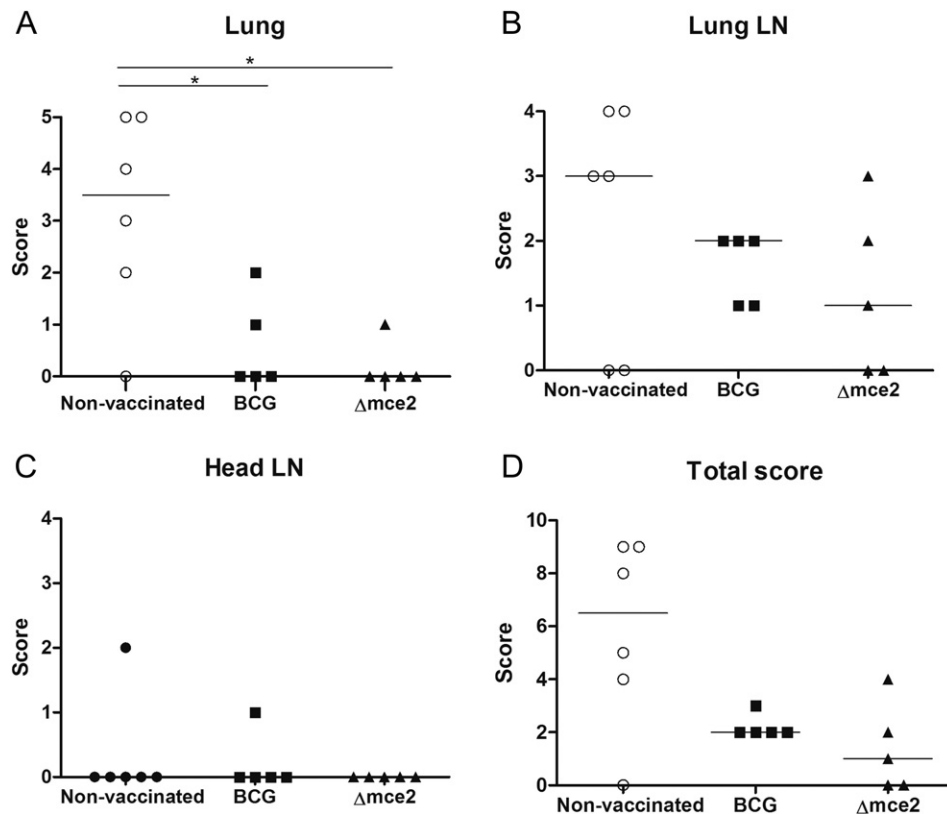 A
Lung
*
*
5
4
3
2
1
0
Score
Non-vaccinated
BCG
Δmce2
B
Lung LN
4
3
2
1
0
Score
Non-vaccinated
BCG
Δmce2
C
Head LN
4
3
2
1
0
Score
Non-vaccinated
BCG
Δmce2
D
Total score
10
8
6
4
2
0
Score
Non-vaccinated
BCG
Δmce2